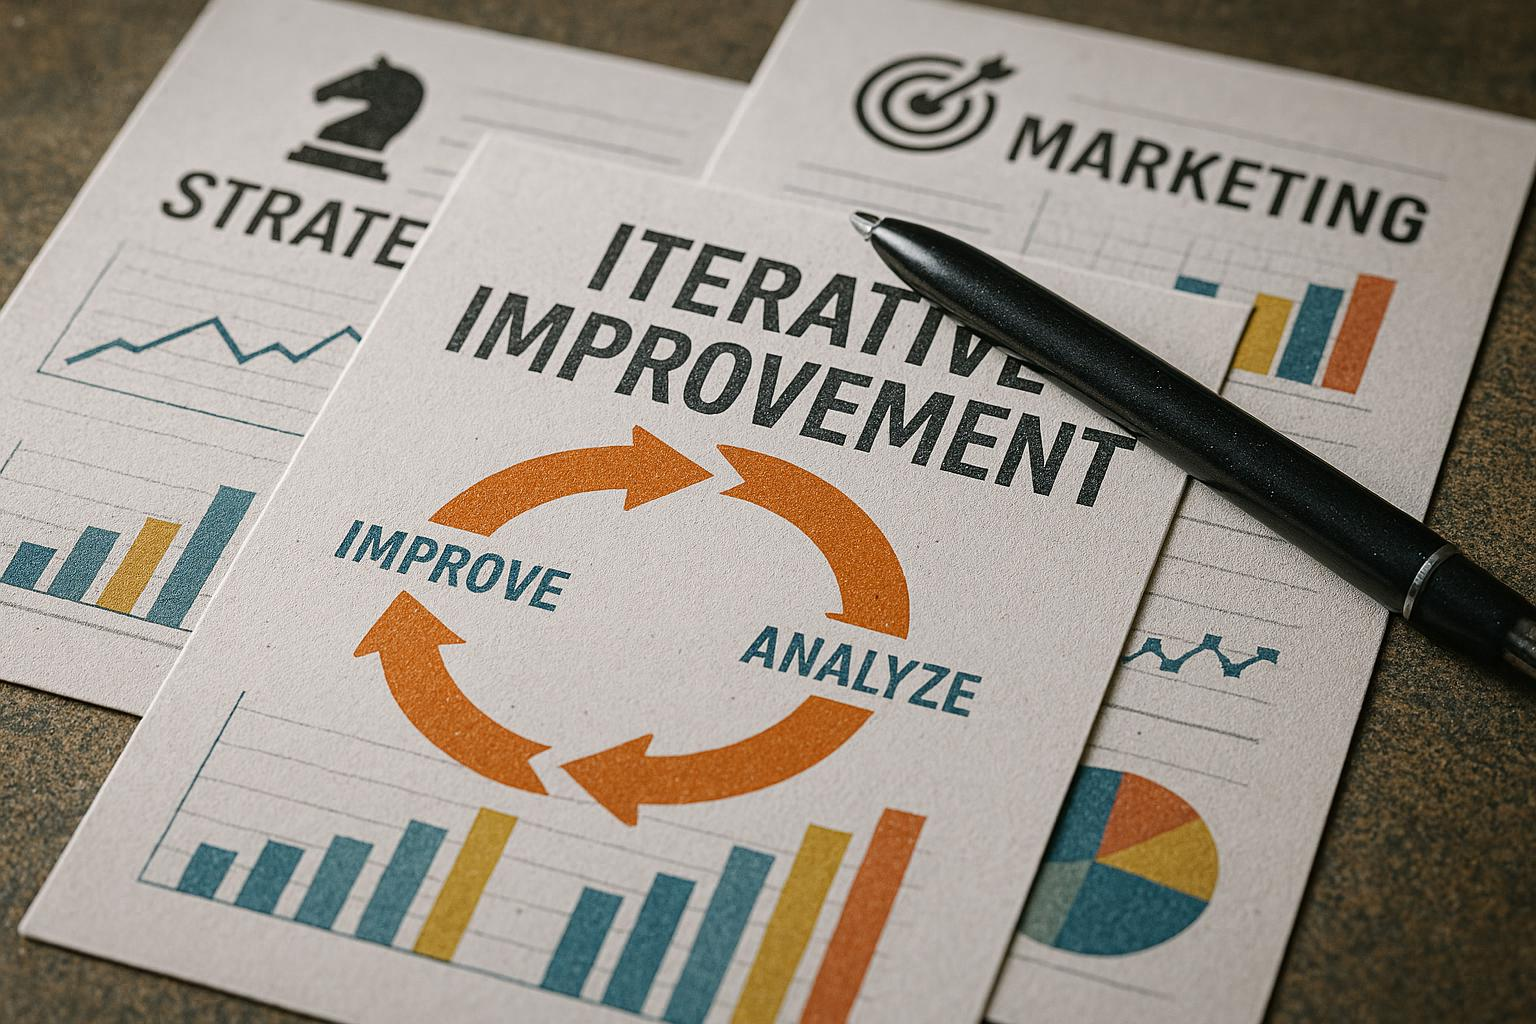 STRATE
MARKETING
ITERATIVE
IMPROVEMENT
IMPROVE
ANALYZE